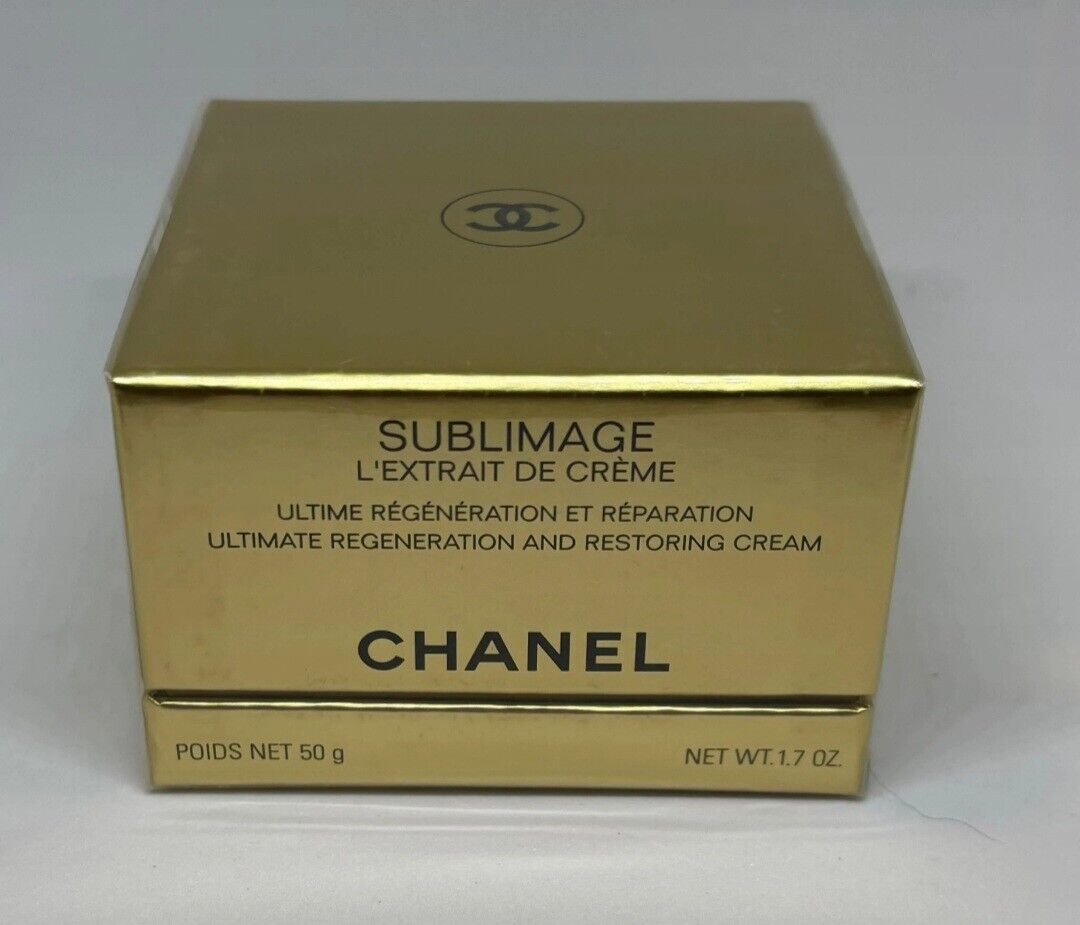 SUBLIMAGE
L'EXTRAIT DE CRÈME
ULTIME RÉGÉNÉRATION ET RÉPARATION
ULTIMATE REGENERATION AND RESTORING CREAM
CHANEL
POIDS NET 50 g
NET WT.1.7 OZ.